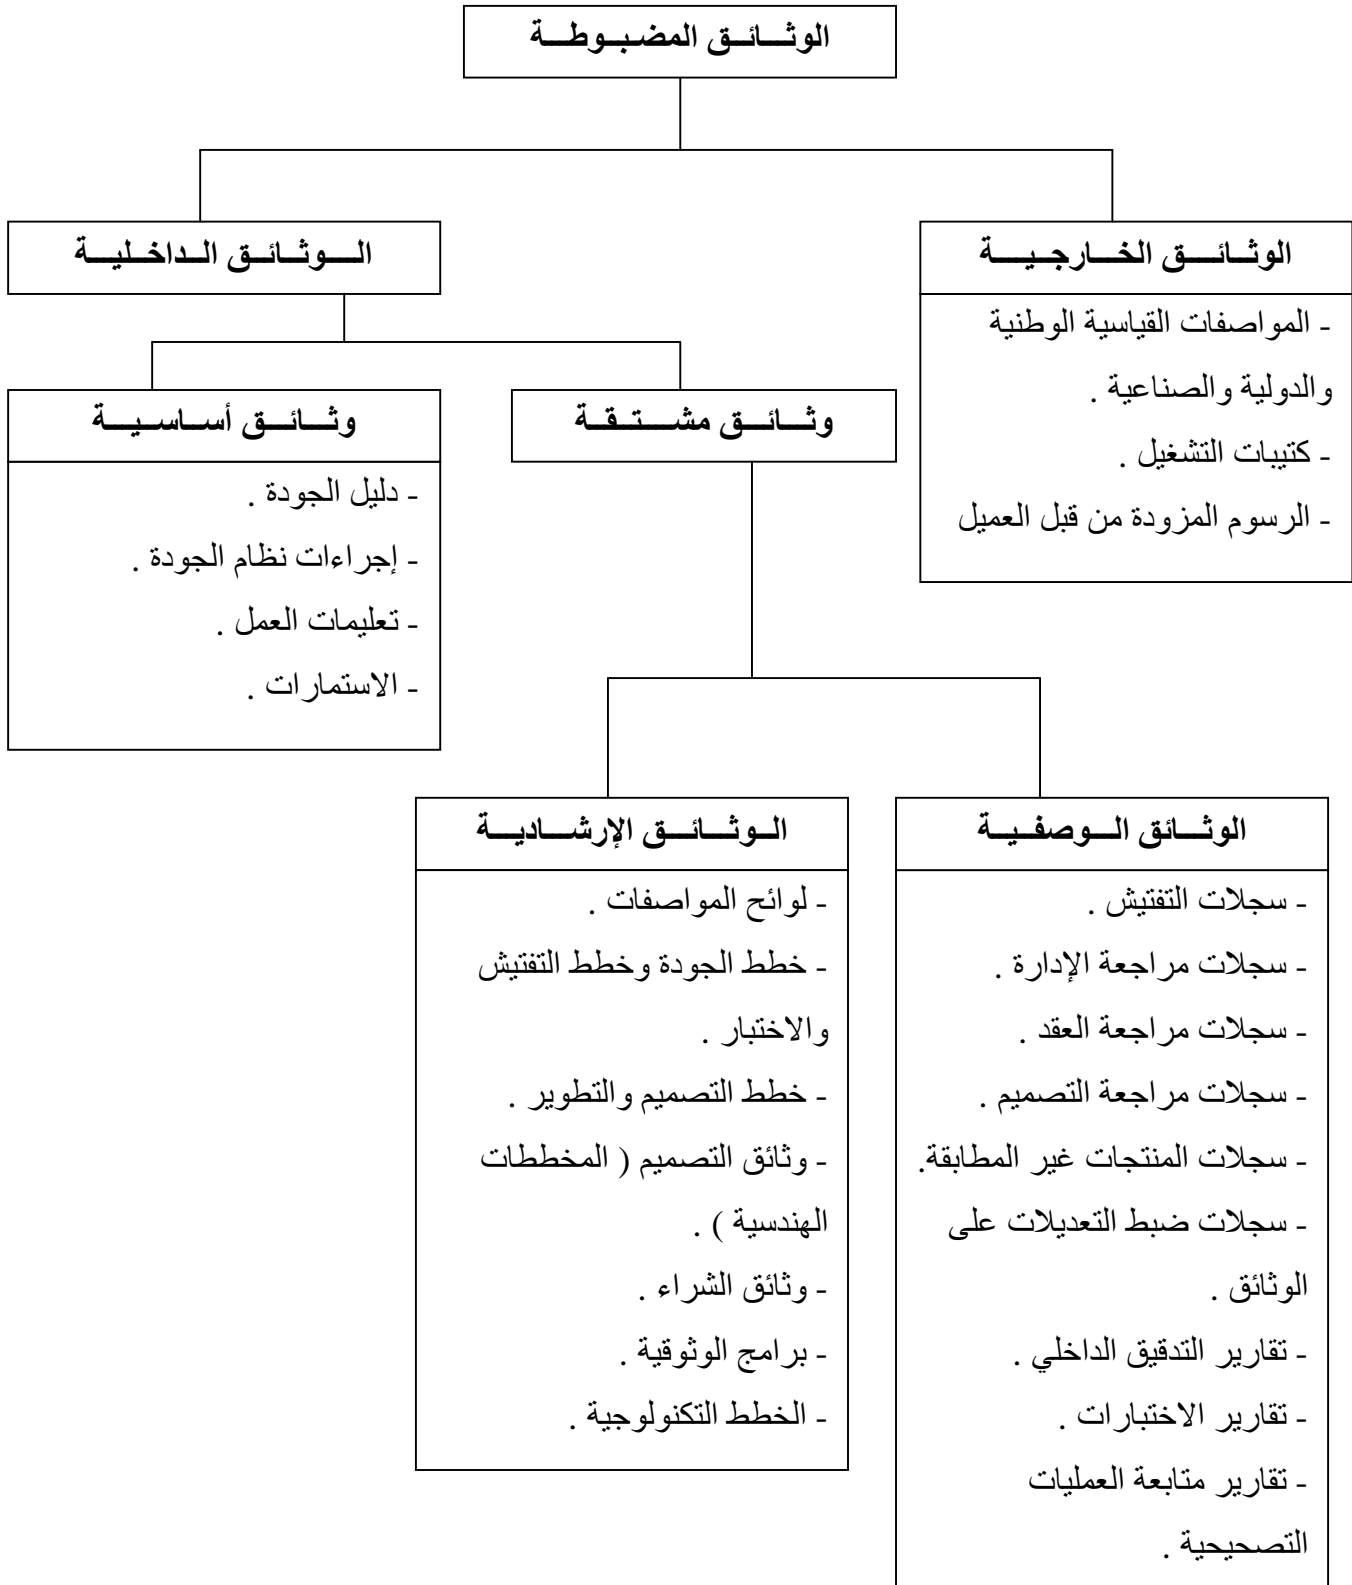 الوثائق المضبوطة
الوثائق الخارجية
- المواصفات القياسية الوطنية
والدولية والصناعية .
- كتيبات التشغيل .
- الرسوم المزودة من قبل العميل
الوثائق الداخلية
وثائق مشتقة
وثائق أساسية
- دليل الجودة .
- إجراءات نظام الجودة .
- تعليمات العمل .
- الاستمارات .
الوثائق الوصفية
- سجلات التفتيش .
- سجلات مراجعة الإدارة .
- سجلات مراجعة العقد .
- سجلات مراجعة التصميم .
- سجلات المنتجات غير المطابقة.
- سجلات ضبط التعديلات على
الوثائق .
- تقارير التدقيق الداخلي .
- تقارير الاختبارات .
- تقارير متابعة العمليات
التصحيحية .
الوثائق الإرشادية
- لوائح المواصفات .
- خطط الجودة وخطط التفتيش
والاختبار .
- خطط التصميم والتطوير .
- وثائق التصميم ( المخططات
الهندسية ) .
- وثائق الشراء .
- برامج الوثوقية .
- الخطط التكنولوجية .